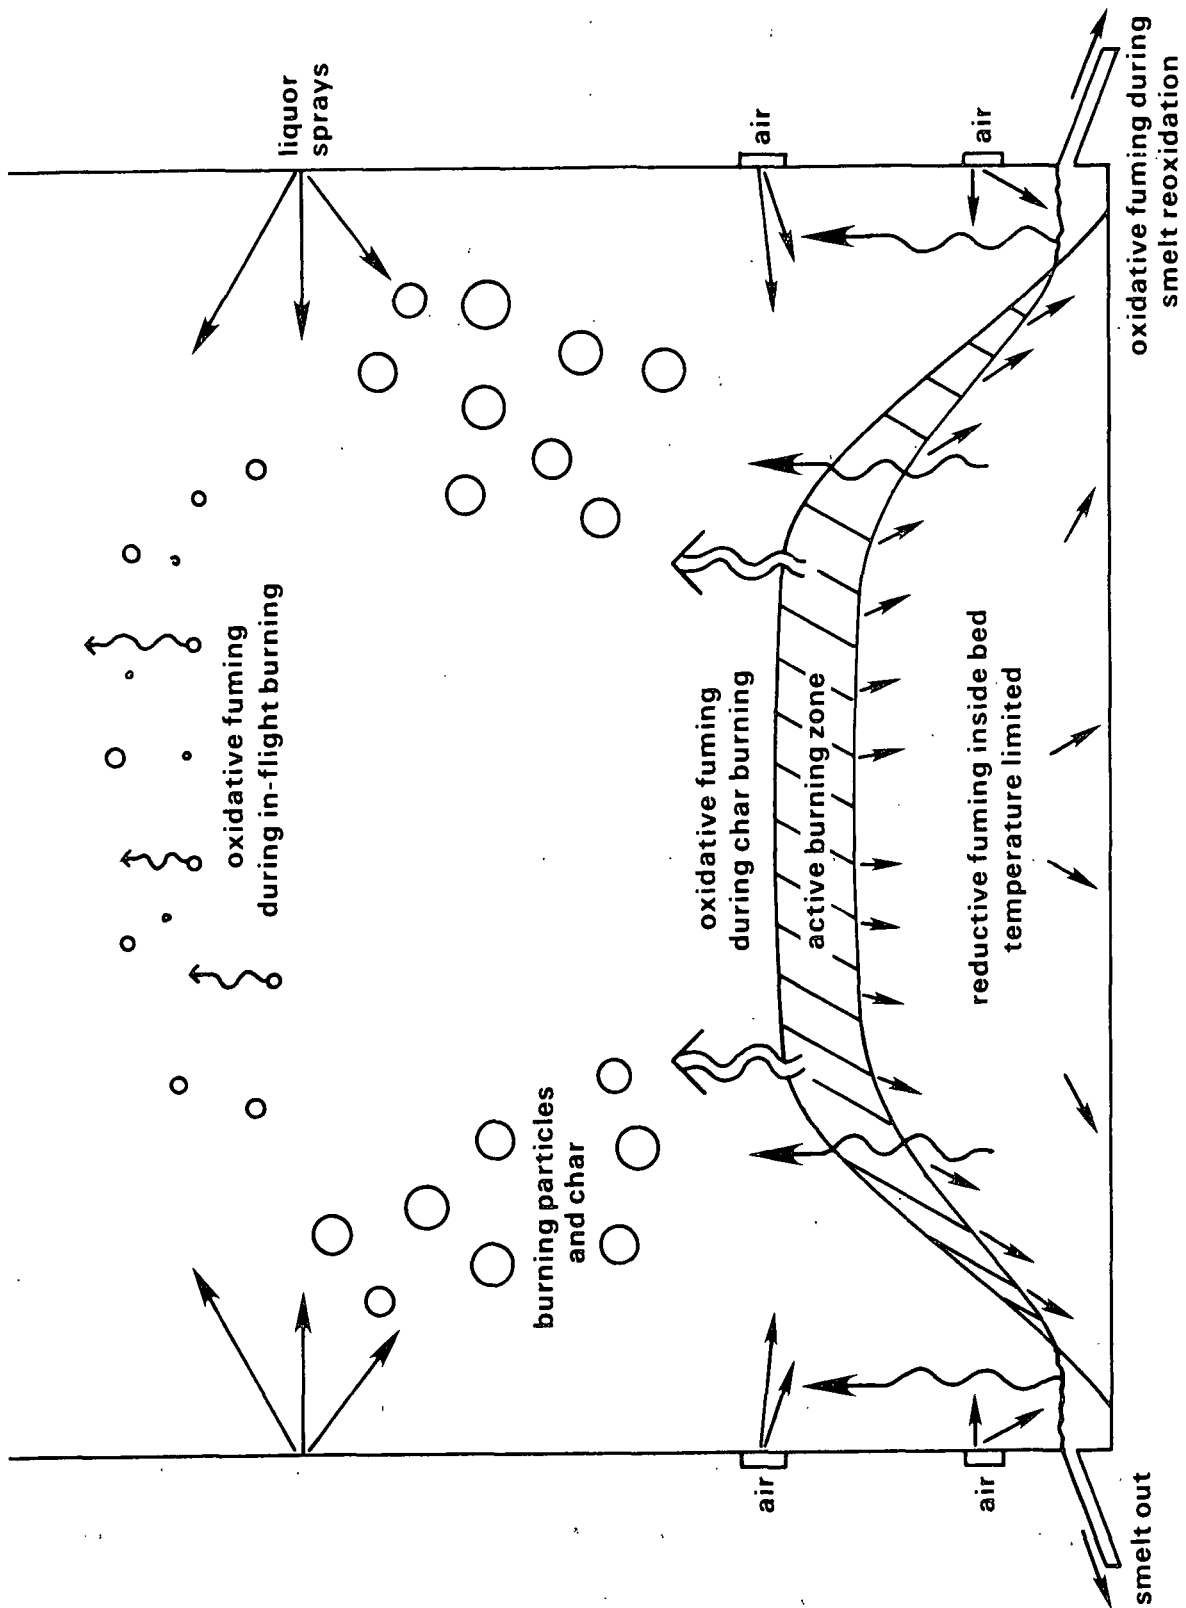 liquor
sprays
oxidative fuming
during in-flight burning
burning particles
and char
air
air
oxidative fuming
during char burning
active burning zone
air
air
reductive fuming inside bed
temperature limited
smelt out
oxidative fuming during
smelt reoxidation